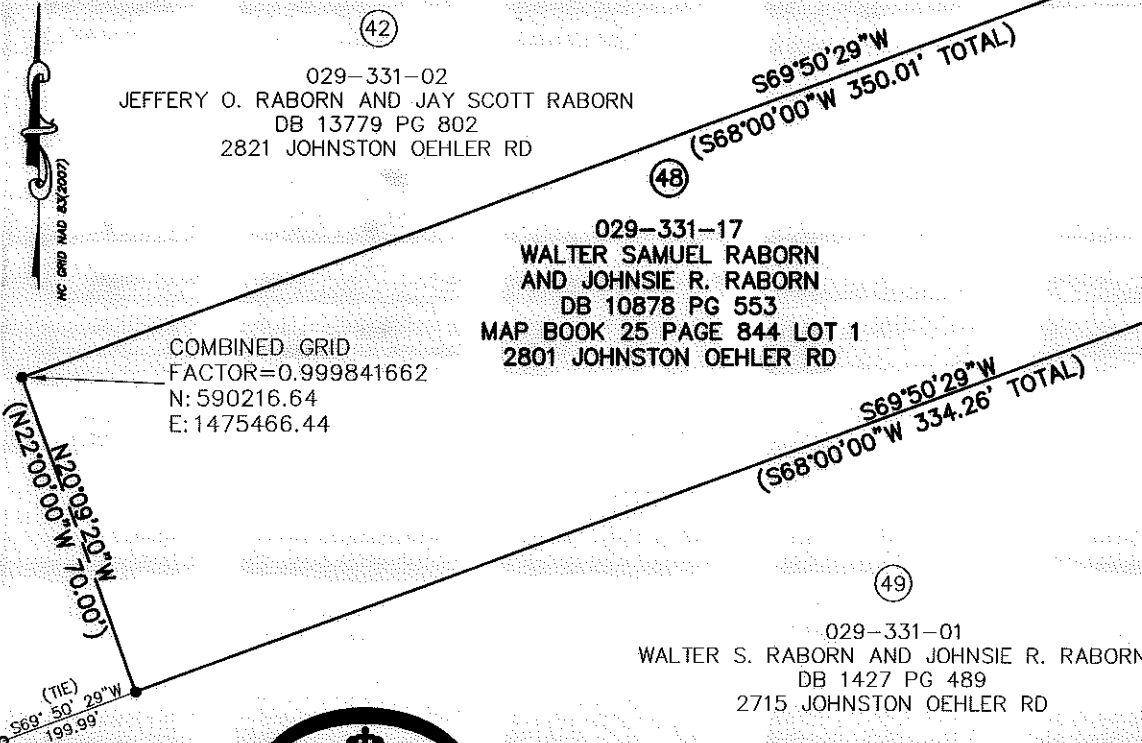 42
029-331-02
JEFFERY O. RABORN AND JAY SCOTT RABORN
DB 13779 PG 802
2821 JOHNSTON OEHLER RD
NC GRID NAD 83(2007)
S69°50'29"W
(S68°00'00"W 350.01' TOTAL)
48
029-331-17
WALTER SAMUEL RABORN
AND JOHNSIE R. RABORN
DB 10878 PG 553
MAP BOOK 25 PAGE 844 LOT 1
2801 JOHNSTON OEHLER RD
COMBINED GRID
FACTOR=0.999841662
N: 590216.64
E: 1475466.44
N20°09'20"W
(N22°00'00"W 70.00')
S69°50'29"W
(S68°00'00"W 334.26' TOTAL)
49
029-331-01
WALTER S. RABORN AND JOHNSIE R. RABORN
DB 1427 PG 489
2715 JOHNSTON OEHLER RD
(TIE)
S69° 50' 29"W
199.99'